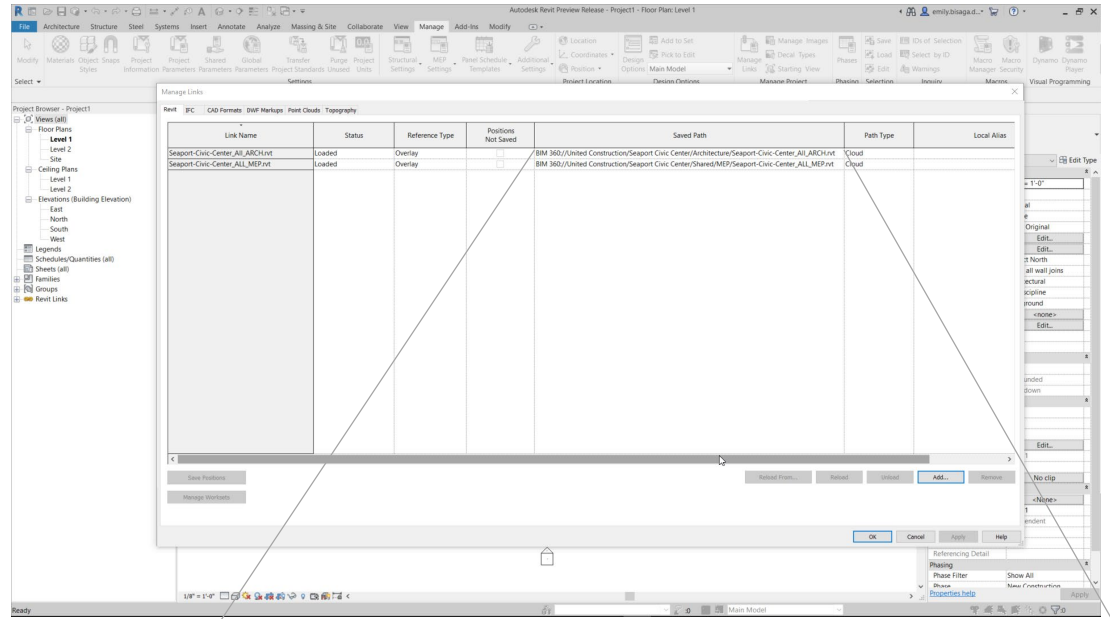 Autodesk Revit Preview Release - Project1 - Floor Plan: Level 1
emily.bisaga.d...
File Architecture Structure Steel Systems Insert Annotate Analyze Massing & Site Collaborate View Manage Add-Ins Modify
Location Add to Set Manage Images Save IDs of Selection
Coordinates Pick to Edit Decal Types Load Select by ID
Position Main Model Starting View Edit Warnings
Modify Materials Object Styles Snaps Project Information Project Parameters Shared Parameters Global Parameters Transfer Project Standards Purge Unused Project Units Structural Settings MEP Settings Panel Schedule Templates Additional Settings Design Options Manage Links Phases Macro Manager Macro Security Dynamo Dynamo Player
Select Settings Project Location Design Options Manage Project Phasing Selection Inquiry Macros Visual Programming
Manage Links
Project Browser - Project1
Views (all)
Floor Plans
Level 1
Level 2
Site
Ceiling Plans
Level 1
Level 2
Elevations (Building Elevation)
East
North
South
West
Legends
Schedules/Quantities (all)
Sheets (all)
Families
Groups
Revit Links
Revit IFC CAD Formats DWF Markups Point Clouds Topography
Link Name Status Reference Type Positions Not Saved Saved Path Path Type Local Alias
Seaport-Civic-Center_All_ARCH.rvt Loaded Overlay BIM 360://United Construction/Seaport Civic Center/Architecture/Seaport-Civic-Center_All_ARCH.rvt Cloud
Seaport-Civic-Center_ALL_MEP.rvt Loaded Overlay BIM 360://United Construction/Seaport Civic Center/Shared/MEP/Seaport-Civic-Center_ALL_MEP.rvt Cloud
Save Positions Reload From... Reload Unload Add... Remove
Manage Worksets
OK Cancel Apply Help
Edit Type
= 1'-0"
Original
Edit...
Edit...
ct North
all wall joins
ectural
scipline
ground
<none>
Edit...
unded
down
Edit...
No clip
<None>
endent
Referencing Detail
Phasing
Phase Filter Show All
Phase New Construction
Properties help Apply
1/8" = 1'-0"
Ready :0 Main Model :0